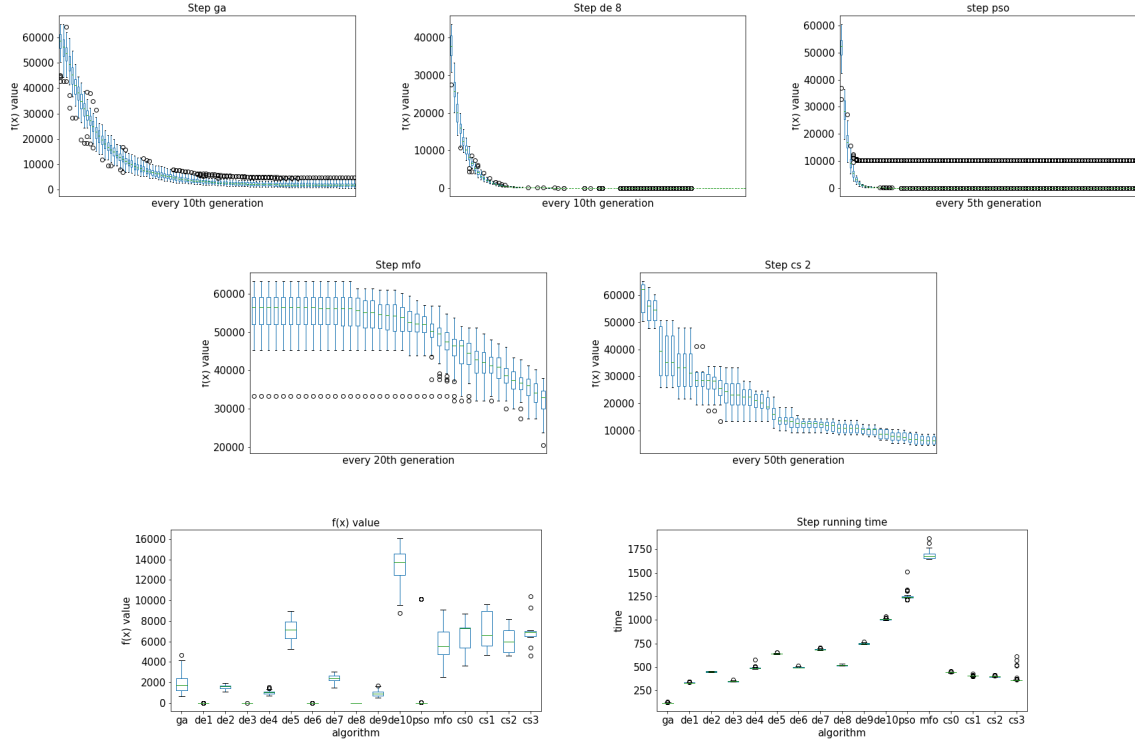 Step ga
f(x) value
60000
50000
40000
30000
20000
10000
0
every 10th generation
Step de 8
f(x) value
40000
30000
20000
10000
0
every 10th generation
step pso
f(x) value
60000
50000
40000
30000
20000
10000
0
every 5th generation
Step mfo
f(x) value
60000
50000
40000
30000
20000
every 20th generation
Step cs 2
f(x) value
60000
50000
40000
30000
20000
10000
every 50th generation
f(x) value
f(x) value
16000
14000
12000
10000
8000
6000
4000
2000
0
ga de1 de2 de3 de4 de5 de6 de7 de8 de9 de10 pso mfo cs0 cs1 cs2 cs3
algorithm
Step running time
time
1750
1500
1250
1000
750
500
250
ga de1 de2 de3 de4 de5 de6 de7 de8 de9 de10 pso mfo cs0 cs1 cs2 cs3
algorithm